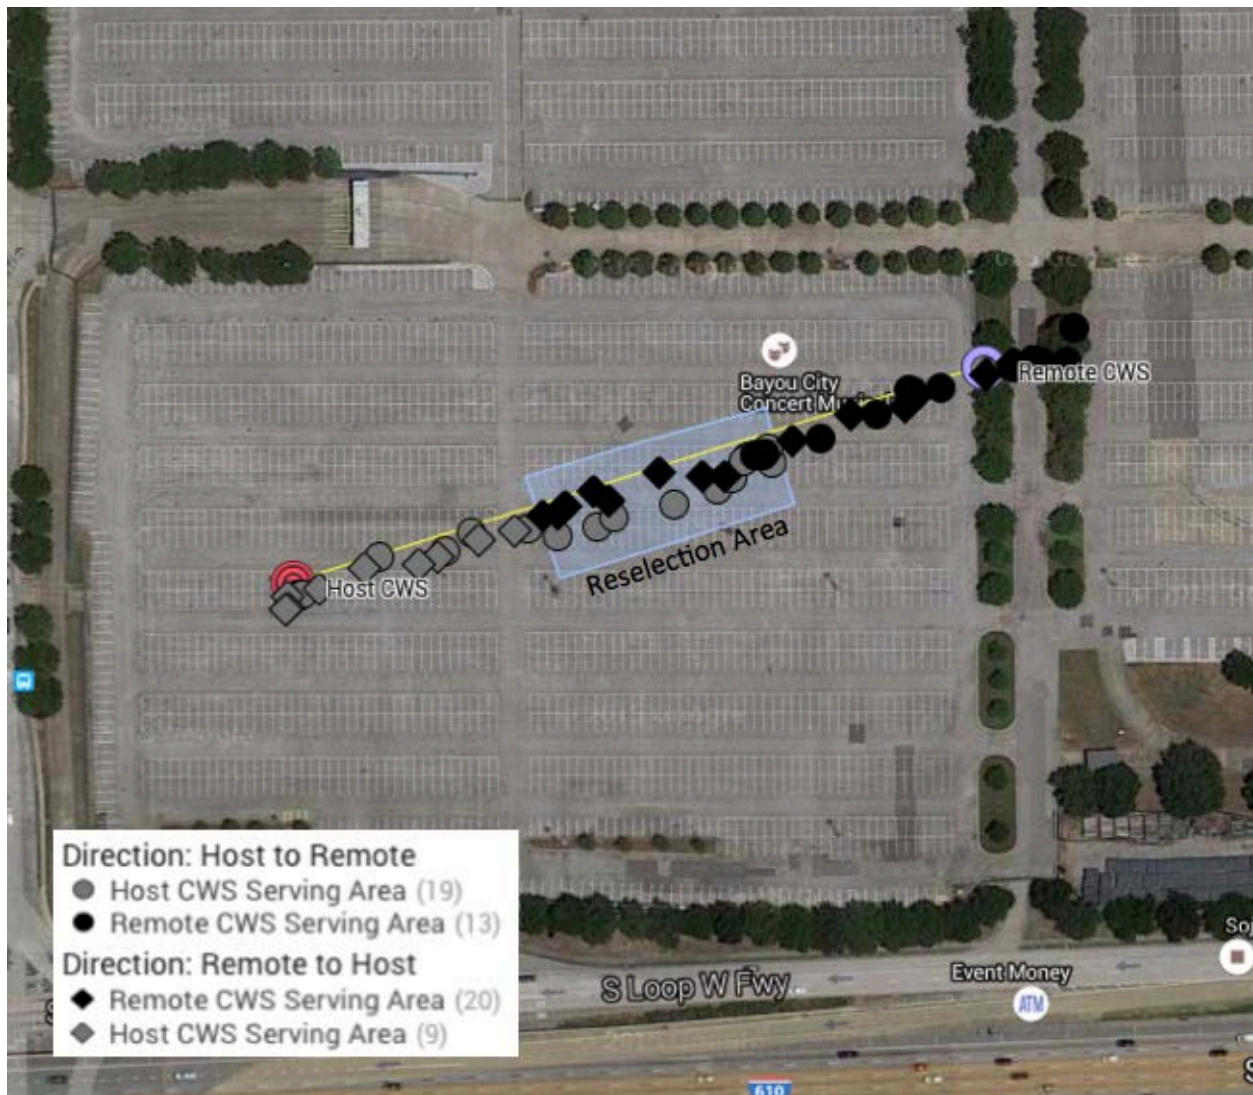 Bayou City
Concert Mu
Remote CWS
Host CWS
Reselection Area
Direction: Host to Remote
Host CWS Serving Area (19)
Remote CWS Serving Area (13)
Direction: Remote to Host
Remote CWS Serving Area (20)
Host CWS Serving Area (9)
S Loop W Fwy
Event Money
ATM
Soj
610
S